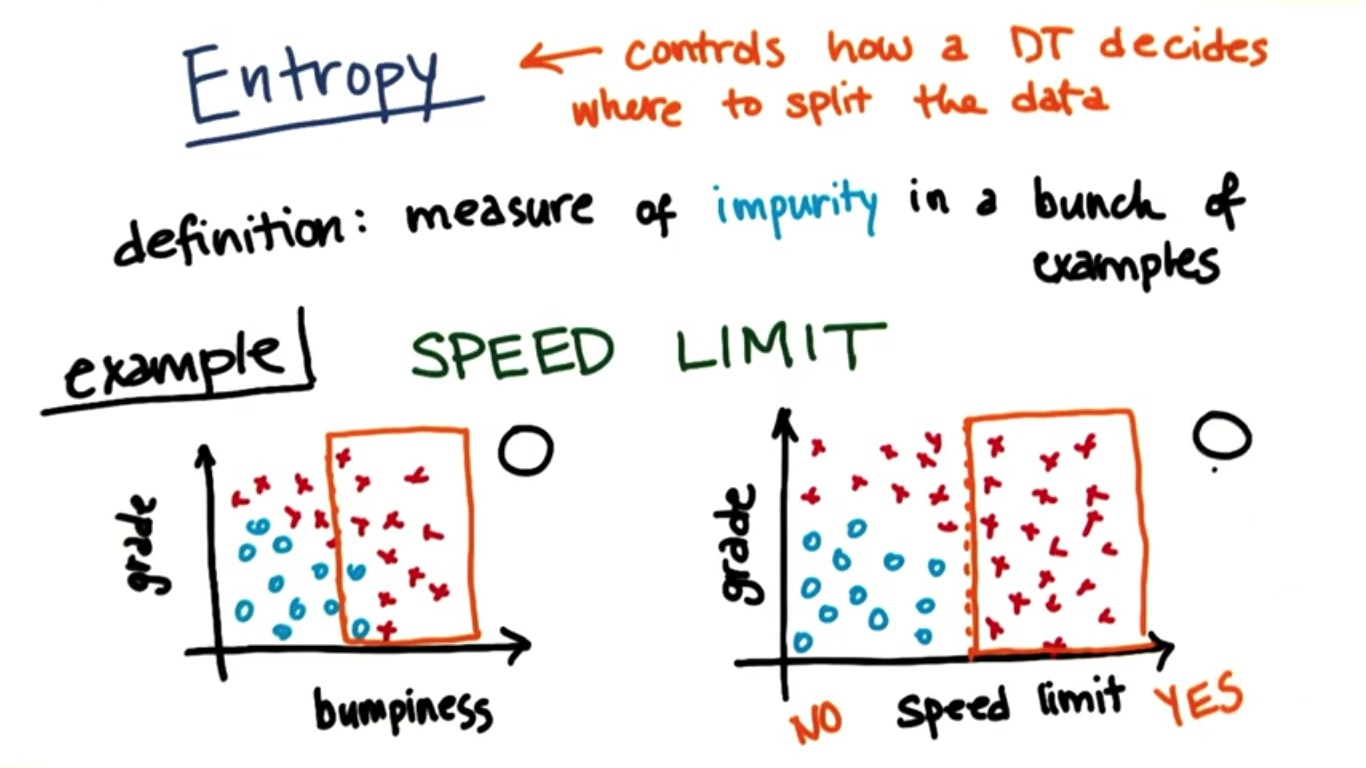 Entropy ← controls how a DT decides
where to split the data
definition: measure of impurity in a bunch of
examples
example SPEED LIMIT
grade
bumpiness
grade
NO speed limit YES